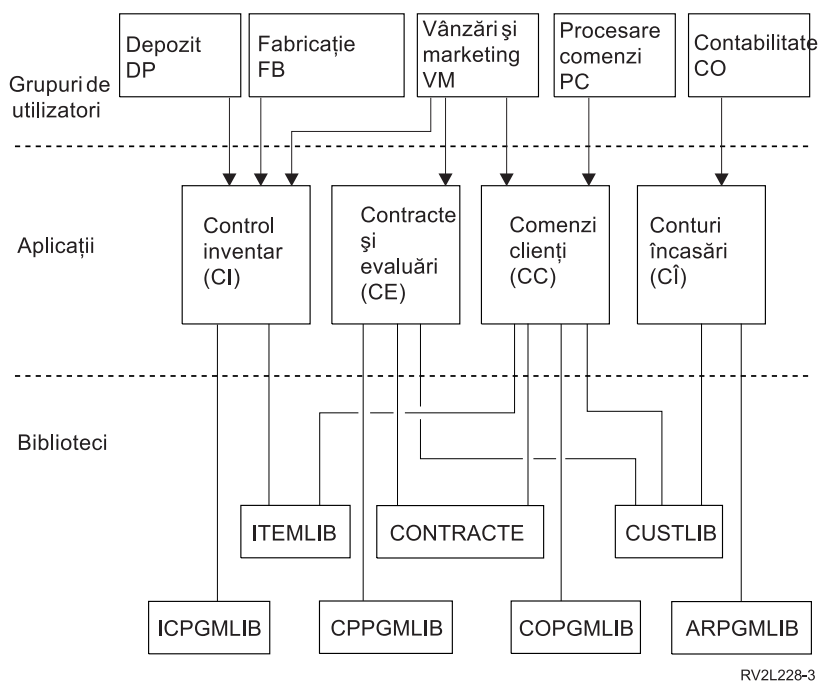 Depozit
DP
Fabricație
FB
Vânzări și
marketing
VM
Procesare
comenzi
PC
Contabilitate
CO
Grupuri de
utilizatori
Aplicații
Control
inventar
(CI)
Contracte
și
evaluări
(CE)
Comenzi
clienți
(CC)
Conturi
încasări
(CÎ)
Biblioteci
ITEMLIB
CONTRACTE
CUSTLIB
ICPGMLIB
CPPGMLIB
COPGMLIB
ARPGMLIB
RV2L228-3